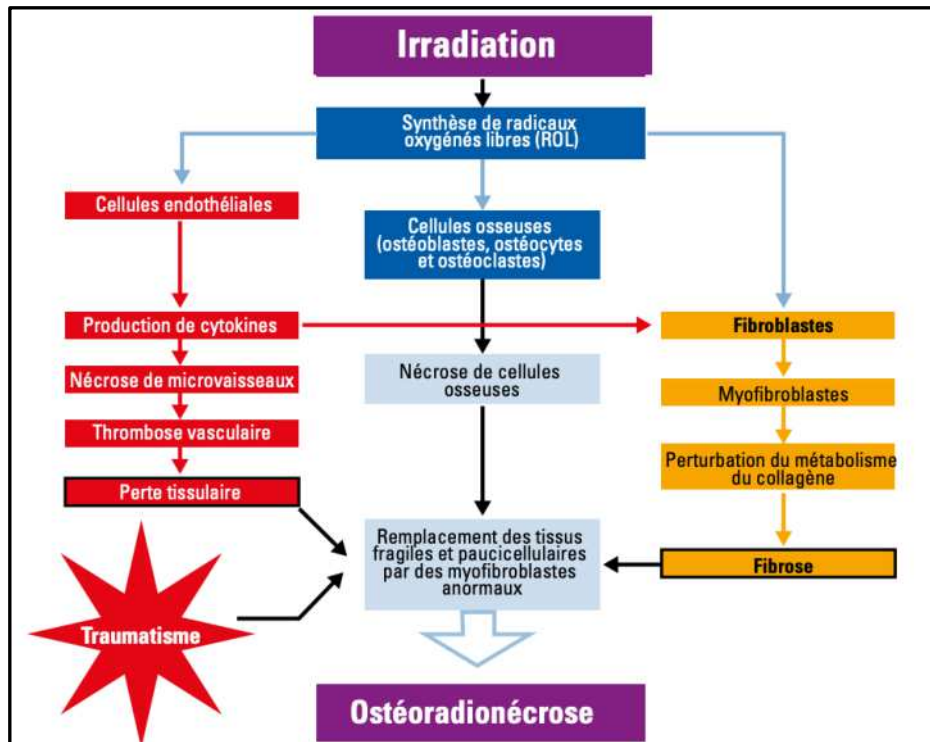 Irradiation
Synthèse de radicaux
oxygénés libres (ROL)
Cellules endothéliales
Cellules osseuses
(ostéoblastes, ostéocytes
et ostéoclastes)
Production de cytokines
Fibroblastes
Nécrose de microvaisseaux
Nécrose de cellules
osseuses
Myofibroblastes
Thrombose vasculaire
Perturbation du métabolisme
du collagène
Perte tissulaire
Remplacement des tissus
fragiles et paucicellulaires
par des myofibroblastes
anormaux
Fibrose
Traumatisme
Ostéoradionécrose